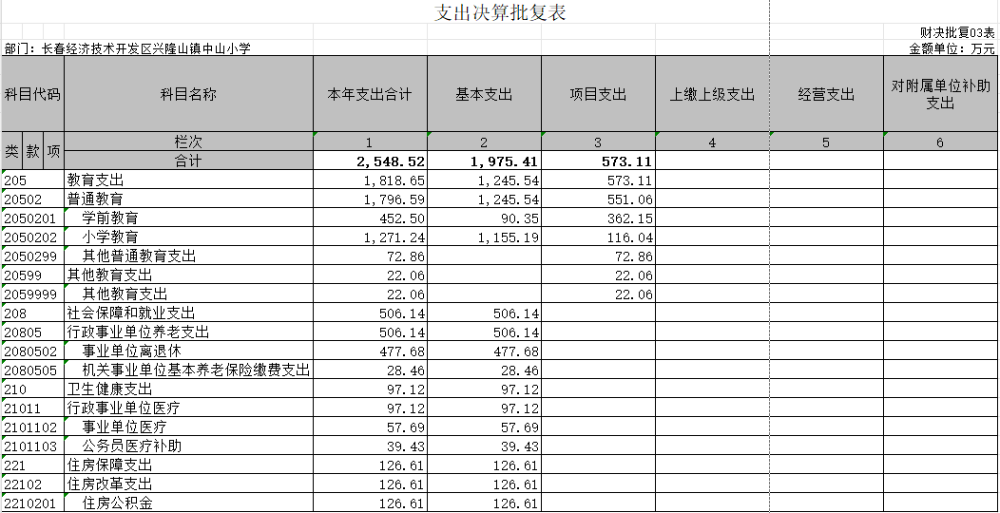 支出决算批复表
财决批复03表
部门：长春经济技术开发区兴隆山镇中山小学 金额单位：万元
科目代码 科目名称 本年支出合计 基本支出 项目支出 上缴上级支出 经营支出 对附属单位补助支出
类 款 项 栏次 1 2 3 4 5 6
合计 2,548.52 1,975.41 573.11
205 教育支出 1,818.65 1,245.54 573.11
20502 普通教育 1,796.59 1,245.54 551.06
2050201 学前教育 452.50 90.35 362.15
2050202 小学教育 1,271.24 1,155.19 116.04
2050299 其他普通教育支出 72.86 72.86
20599 其他教育支出 22.06 22.06
2059999 其他教育支出 22.06 22.06
208 社会保障和就业支出 506.14 506.14
20805 行政事业单位养老支出 506.14 506.14
2080502 事业单位离退休 477.68 477.68
2080505 机关事业单位基本养老保险缴费支出 28.46 28.46
210 卫生健康支出 97.12 97.12
21011 行政事业单位医疗 97.12 97.12
2101102 事业单位医疗 57.69 57.69
2101103 公务员医疗补助 39.43 39.43
221 住房保障支出 126.61 126.61
22102 住房改革支出 126.61 126.61
2210201 住房公积金 126.61 126.61